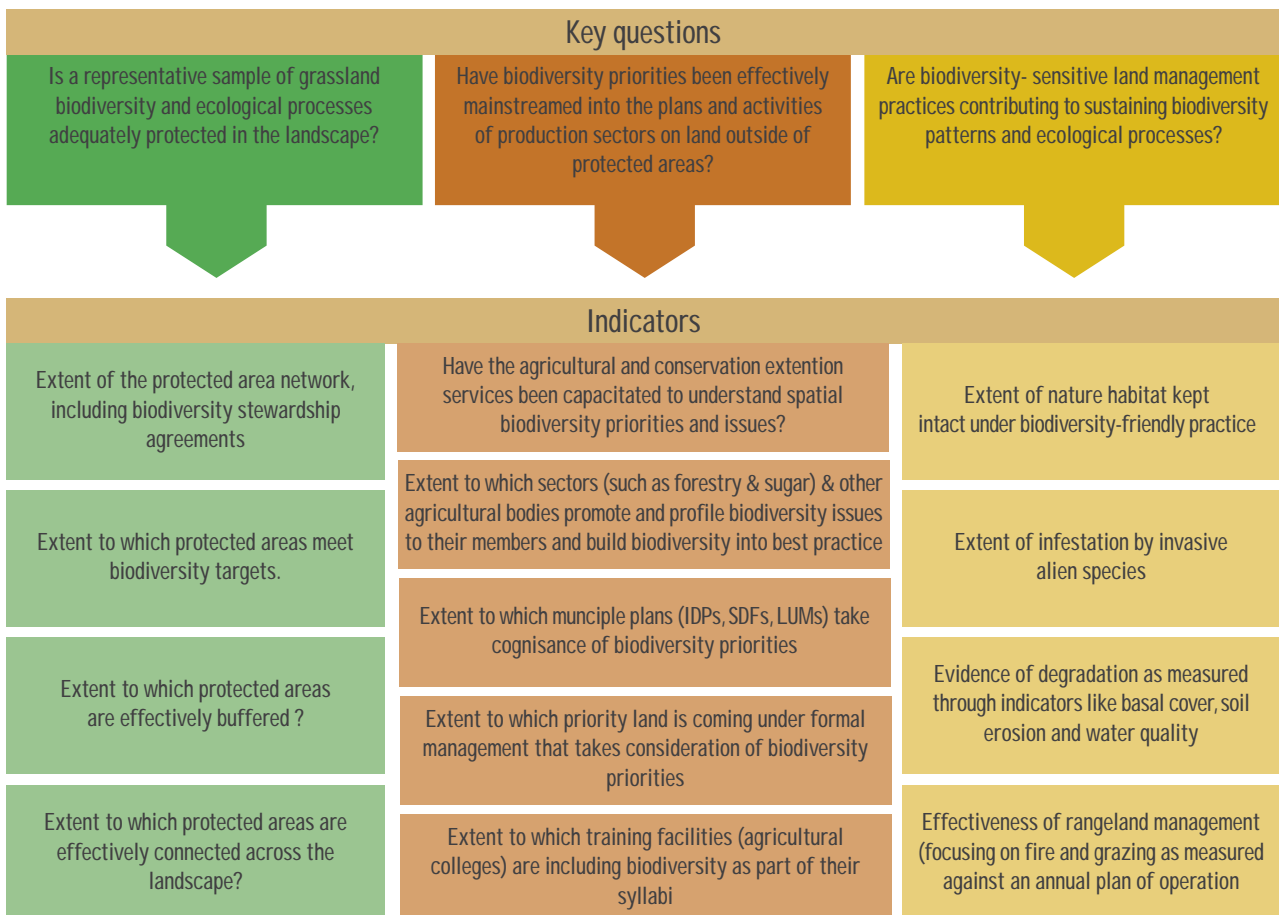 Key questions
Is a representative sample of grassland
biodiversity and ecological processes
adequately protected in the landscape?
Have biodiversity priorities been effectively
mainstreamed into the plans and activities
of production sectors on land outside of
protected areas?
Are biodiversity- sensitive land management
practices contributing to sustaining biodiversity
patterns and ecological processes?
Indicators
Extent of the protected area network,
including biodiversity stewardship
agreements
Extent to which protected areas meet
biodiversity targets.
Extent to which protected areas
are effectively buffered ?
Extent to which protected areas are
effectively connected across the
landscape?
Have the agricultural and conservation extention
services been capacitated to understand spatial
biodiversity priorities and issues?
Extent to which sectors (such as forestry & sugar) & other
agricultural bodies promote and profile biodiversity issues
to their members and build biodiversity into best practice
Extent to which munciple plans (IDPs, SDFs, LUMs) take
cognisance of biodiversity priorities
Extent to which priority land is coming under formal
management that takes consideration of biodiversity
priorities
Extent to which training facilities (agricultural
colleges) are including biodiversity as part of their
syllabi
Extent of nature habitat kept
intact under biodiversity-friendly practice
Extent of infestation by invasive
alien species
Evidence of degradation as measured
through indicators like basal cover, soil
erosion and water quality
Effectiveness of rangeland management
(focusing on fire and grazing as measured
against an annual plan of operation